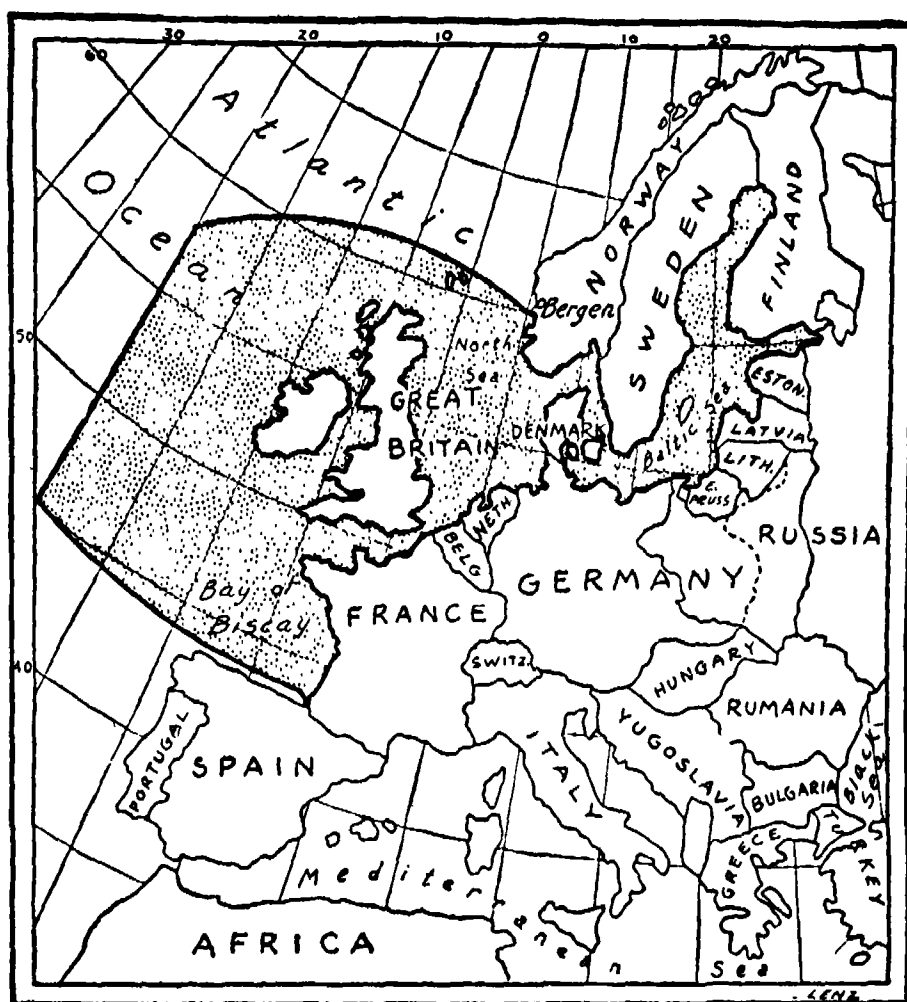 60
30
20
10
0
10
20
Atlantic
Ocean
50
40
NORWAY
SWEDEN
FINLAND
Bergen
North
Sea
GREAT
BRITAIN
DENMARK
Baltic Sea
ESTON.
LATVIA
LITH.
E.
PRUSS.
RUSSIA
NETH.
BELG
GERMANY
Bay of
Biscay
FRANCE
SWITZ.
HUNGARY
RUMANIA
PORTUGAL
SPAIN
ITALY
YUGOSLAVIA
BULGARIA
Black
Sea
GREECE
TURKEY
Mediterranean Sea
AFRICA
LENZ